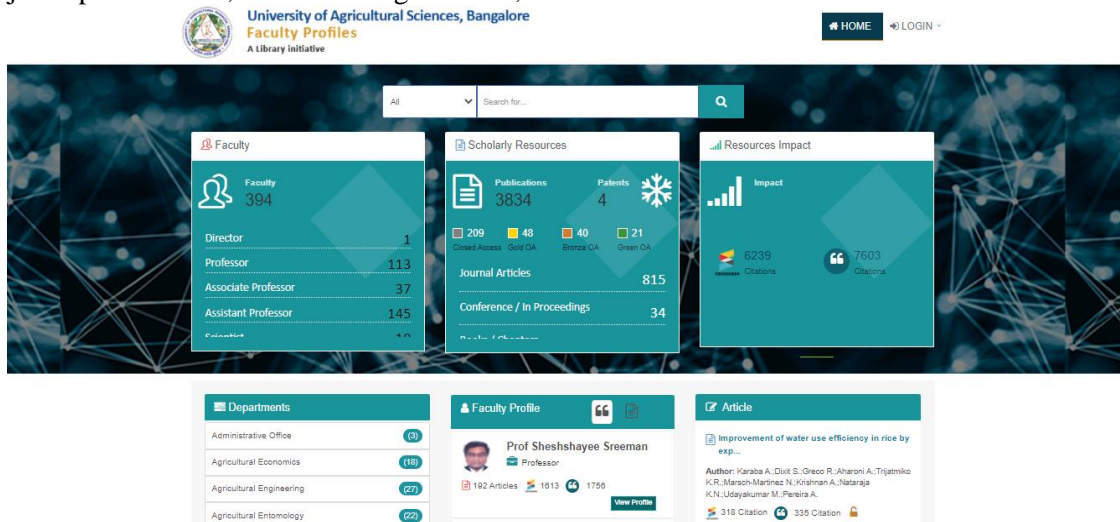 University of Agricultural Sciences, Bangalore
Faculty Profiles
A Library initiative
HOME
LOGIN
All
Search for...
Faculty
Faculty
394
Director 1
Professor 113
Associate Professor 37
Assistant Professor 145
Scholarly Resources
Publications
3834
Patents
4
209
Closed Access
48
Gold OA
40
Bronze OA
21
Green OA
Journal Articles 815
Conference / In Proceedings 34
Resources Impact
Impact
6239
Citations
7603
Citations
Departments
Administrative Office (3)
Agricultural Economics (18)
Agricultural Engineering (27)
Agricultural Entomology (22)
Faculty Profile
Prof Sheshshayee Sreeman
Professor
192 Articles 1613 1756
View Profile
Article
Improvement of water use efficiency in rice by
exp...
Author: Karaba A.;Dixit S.;Greco R.;Aharoni A.;Trijatmiko
K.R.;Marsch-Martinez N.;Krishnan A.;Nataraja
K.N.;Udayakumar M.;Pereira A.
318 Citation 335 Citation